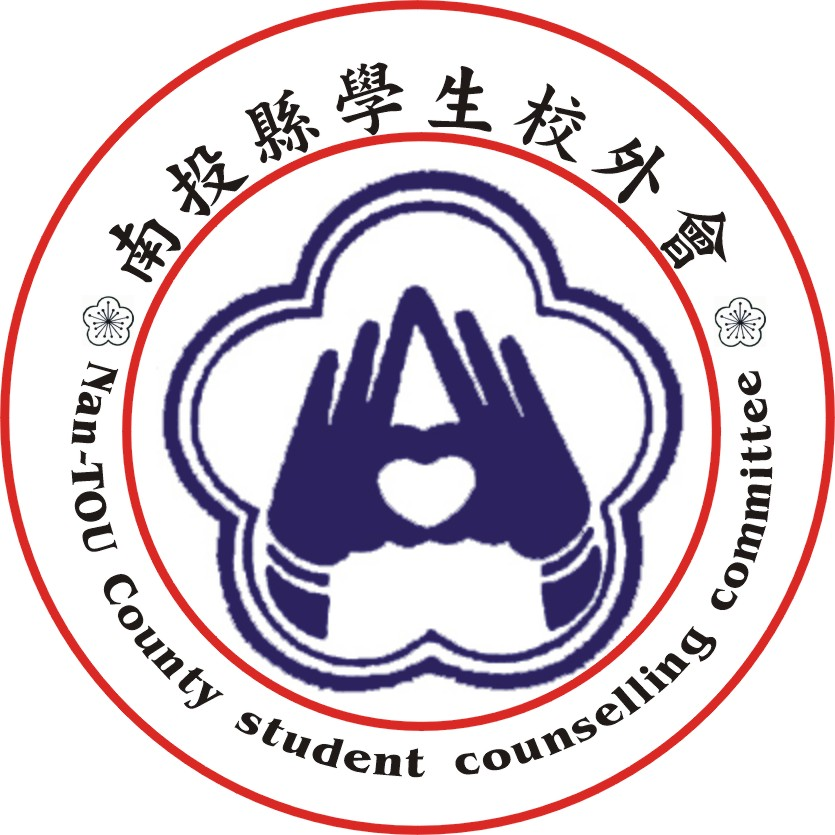 南投縣學生校外會
Nan-TOU County student counselling committee